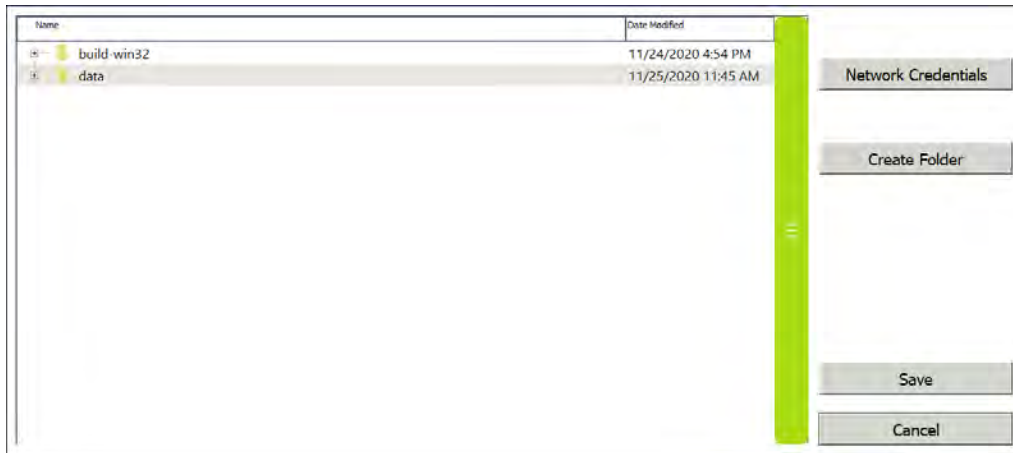 Name Date Modified
build-win32 11/24/2020 4:54 PM
data 11/25/2020 11:45 AM
Network Credentials
Create Folder
Save
Cancel